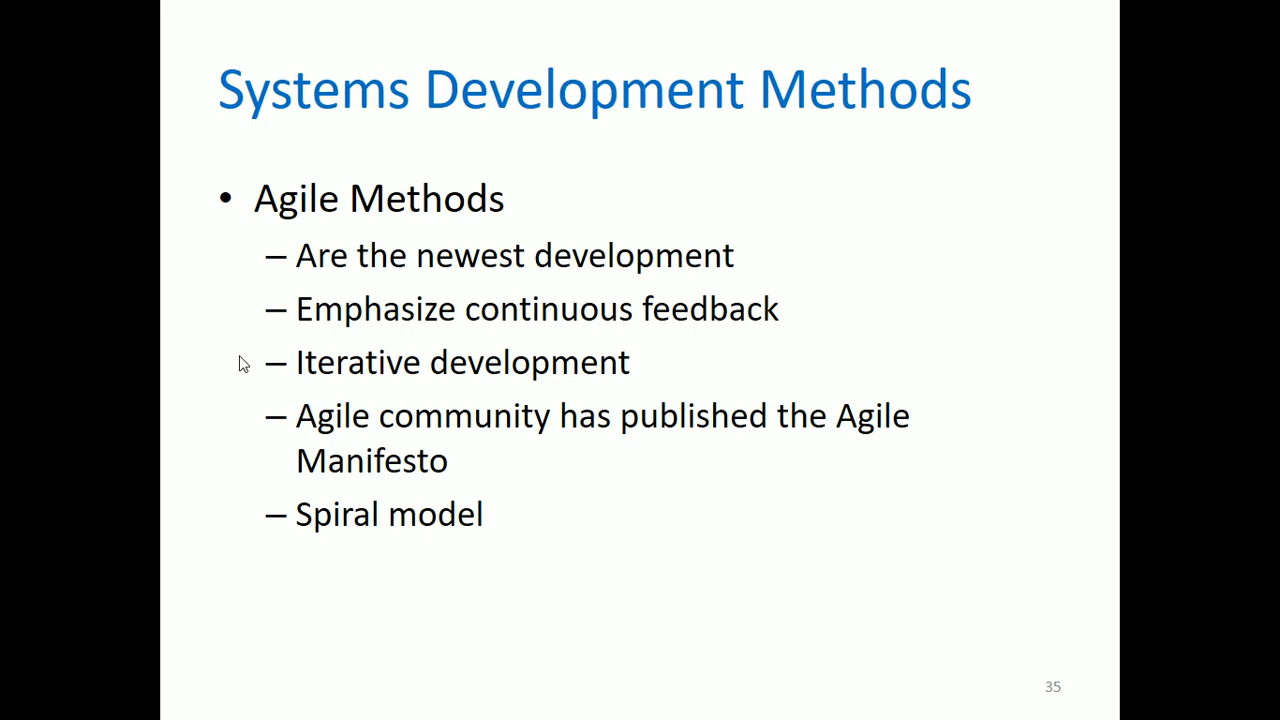 Systems Development Methods
• Agile Methods
– Are the newest development
– Emphasize continuous feedback
– Iterative development
– Agile community has published the Agile
Manifesto
– Spiral model
35